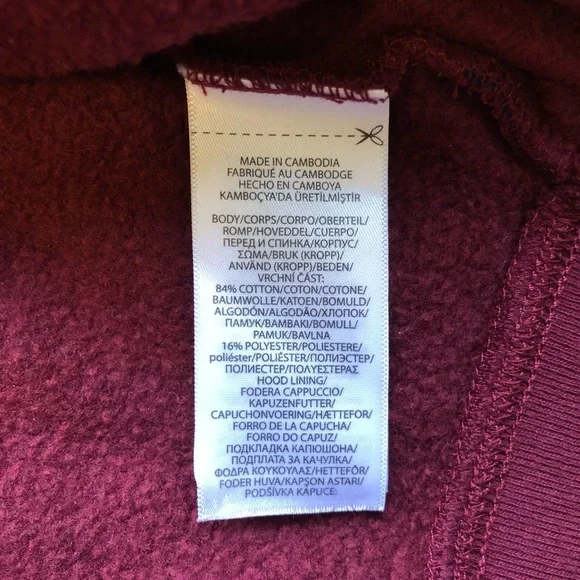 MADE IN CAMBODIA
FABRIQUÉ AU CAMBODGE
HECHO EN CAMBOYA
KAMBOÇYA'DA ÜRETİLMİŞTİR
BODY/CORPS/CORPO/OBERTEIL/
ROMP/HOVEDDEL/CUERPO/
ПЕРЕД И СПИНКА/КОРПУС/
ΣΩΜΑ/BRUK (KROPP)/
ANVÄND (KROPP)/BEDEN/
VRCHNÍ ČÁST:
84% COTTON/COTON/COTONE/
BAUMWOLLE/KATOEN/BOMULD/
ALGODÓN/ALGODÃO/ХЛОПОК/
ПАМУК/ΒΑΜΒΑΚΙ/BOMULL/
PAMUK/BAVLNA
16% POLYESTER/POLIESTERE/
poliéster/POLIÉSTER/ПОЛИЭСТЕР/
ПОЛИЕСТЕР/ΠΟΛΥΕΣΤΕΡΑΣ
HOOD LINING/
FODERA CAPPUCCIO/
KAPUZENFUTTER/
CAPUCHONVOERING/HÆTTEFOR/
FORRO DE LA CAPUCHA/
FORRO DO CAPUZ/
ПОДКЛАДКА КАПЮШОНА/
ПОДПЛАТА ЗА КАЧУЛКА/
ΦΟΔΡΑ ΚΟΥΚΟΥΛΑΣ/HETTEFÔR/
FODER HUVA/KAPŞON ASTARI/
PODŠÍVKA KAPUCE: